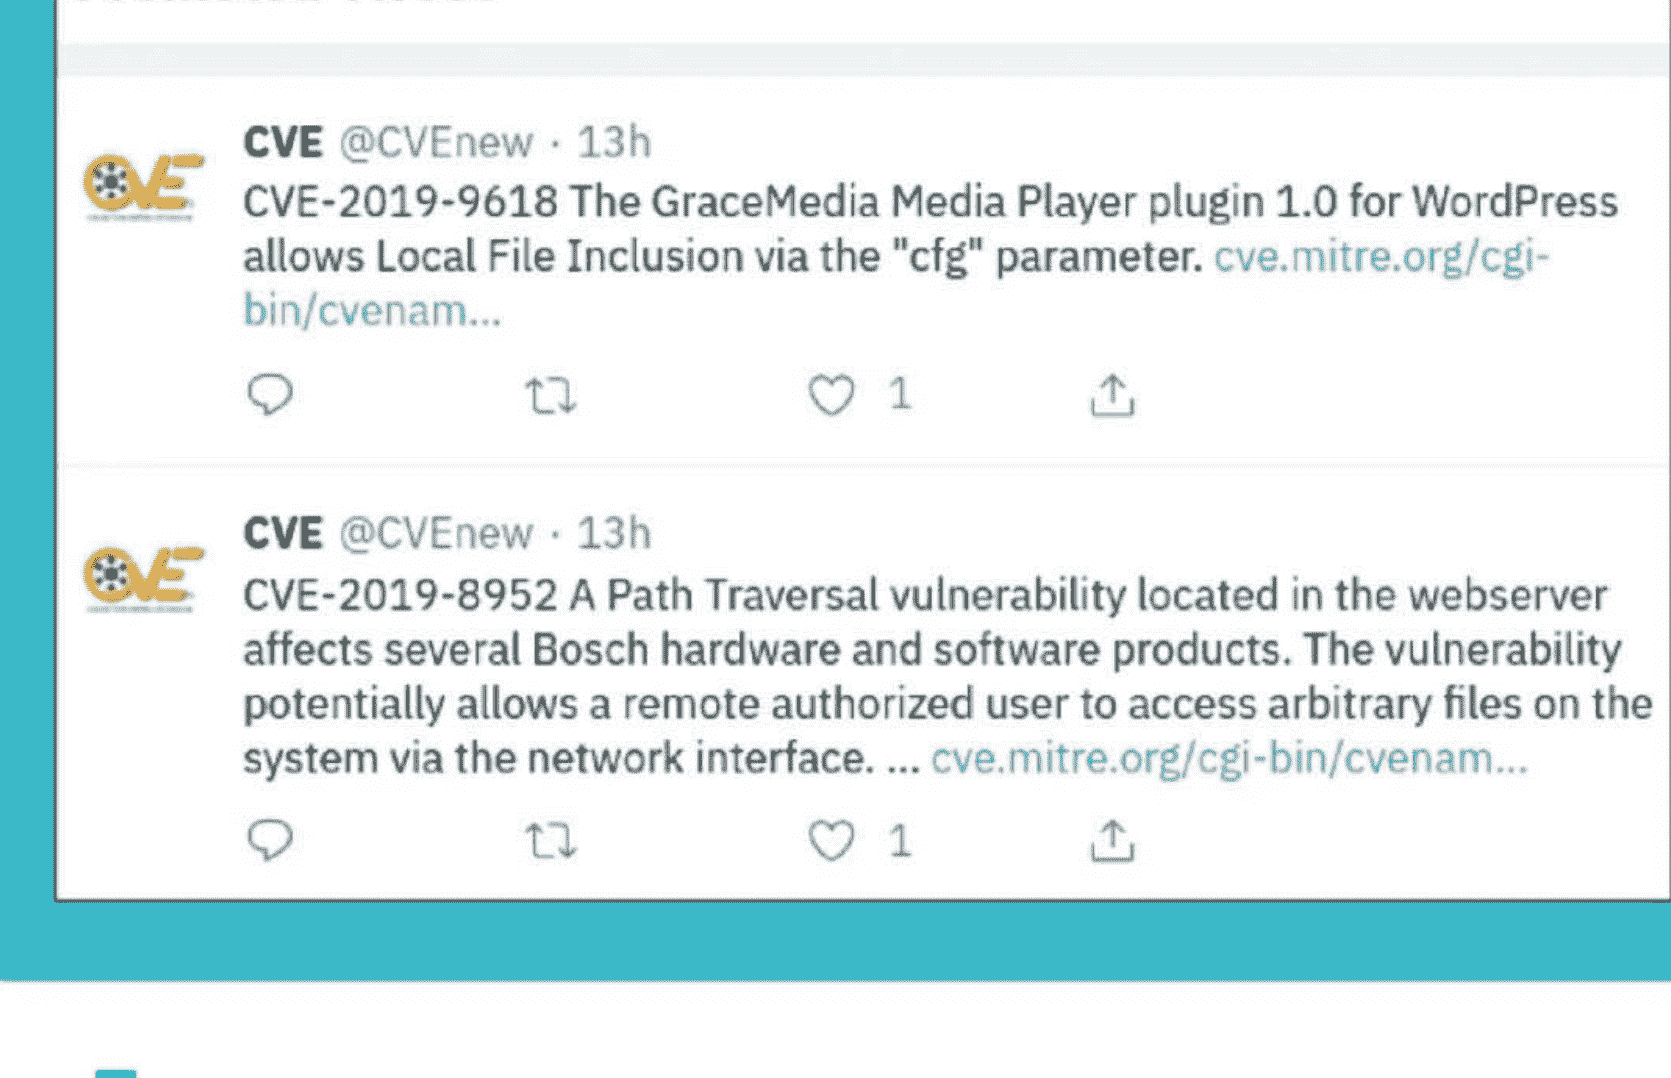 CVE @CVEnew · 13h
CVE-2019-9618 The GraceMedia Media Player plugin 1.0 for WordPress
allows Local File Inclusion via the "cfg" parameter. cve.mitre.org/cgi-
bin/cvenam...
1
CVE @CVEnew · 13h
CVE-2019-8952 A Path Traversal vulnerability located in the webserver
affects several Bosch hardware and software products. The vulnerability
potentially allows a remote authorized user to access arbitrary files on the
system via the network interface. ... cve.mitre.org/cgi-bin/cvenam...
1
CVE
CVE